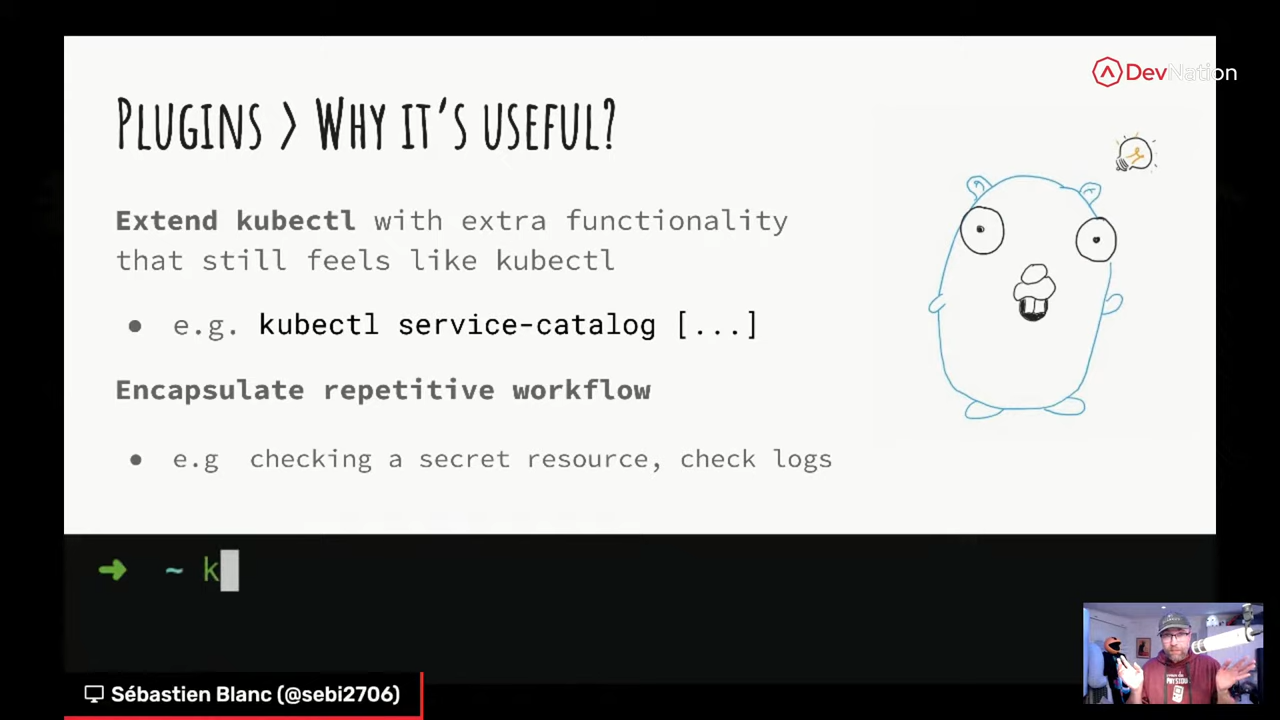 DevNation
PLUGINS > WHY IT'S USEFUL?
Extend kubectl with extra functionality
that still feels like kubectl
● e.g. kubectl service-catalog [...]
Encapsulate repetitive workflow
● e.g checking a secret resource, check logs
➜ ~ k
Sébastien Blanc (@sebi2706)